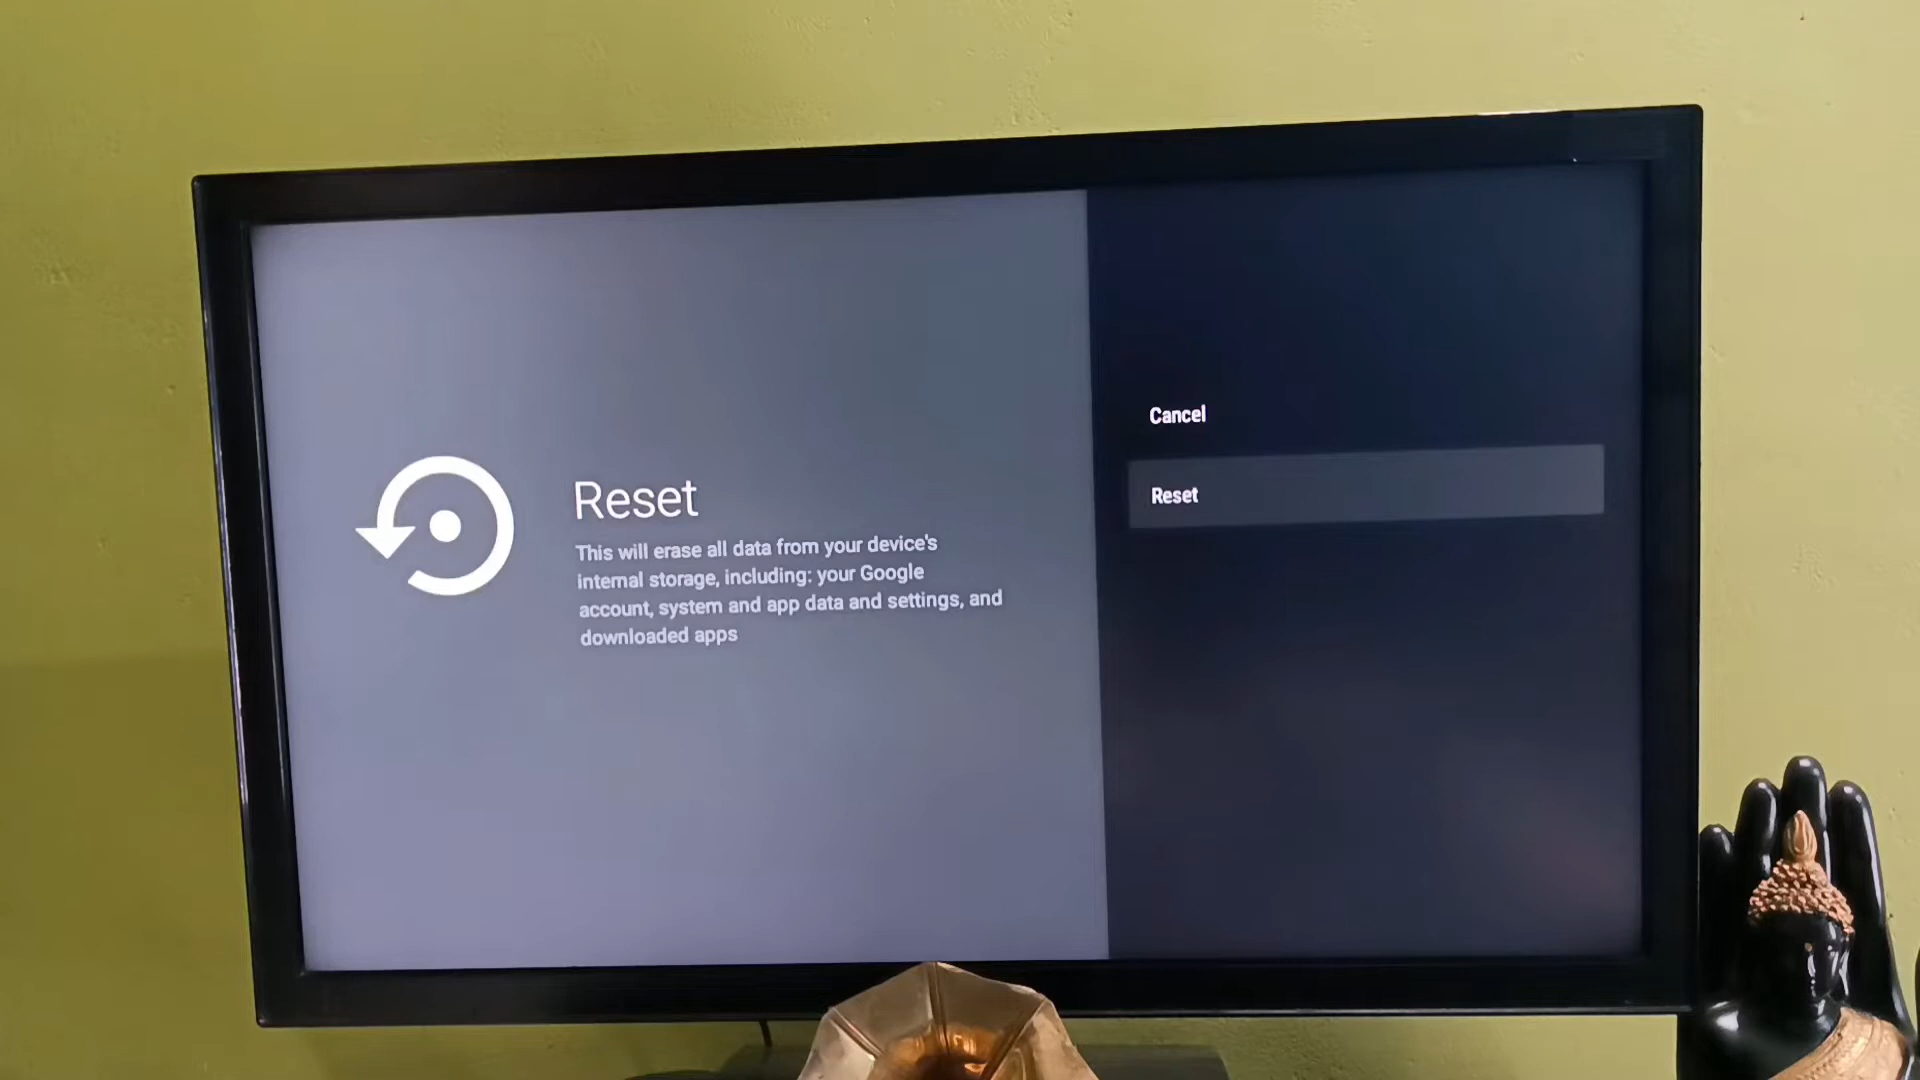 Reset
This will erase all data from your device's
internal storage, including: your Google
account, system and app data and settings, and
downloaded apps
Cancel
Reset